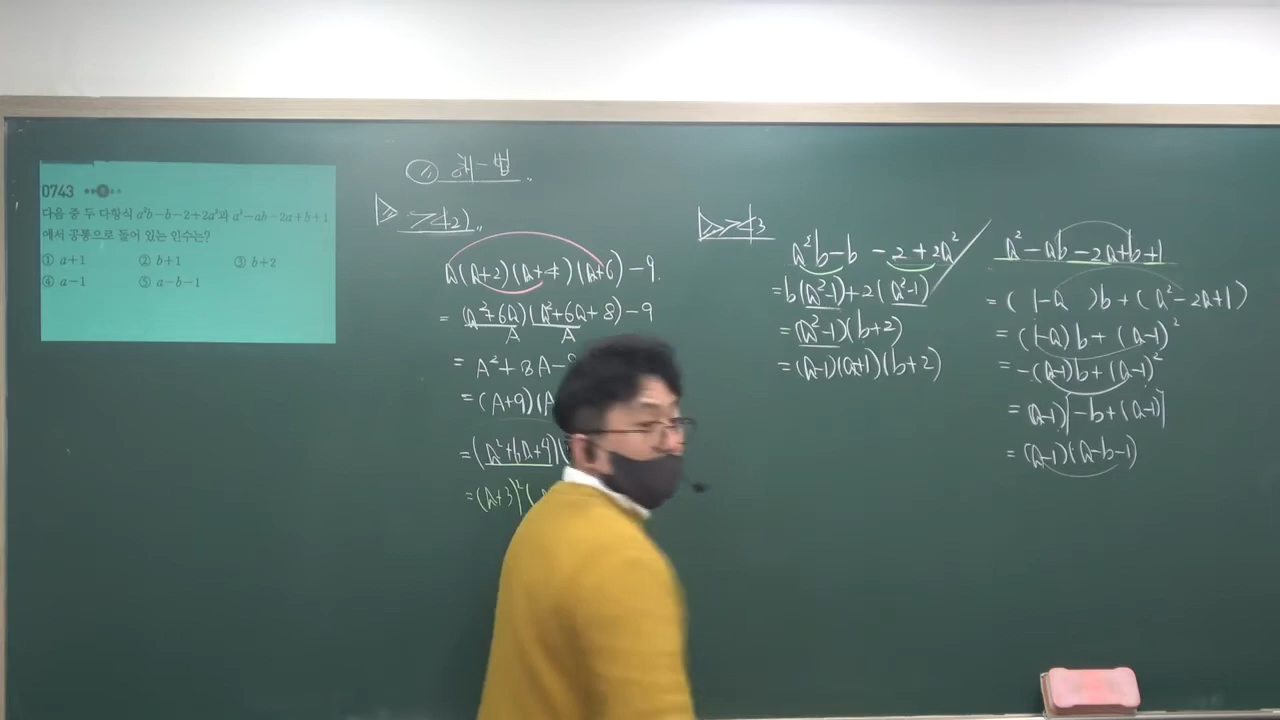 0743
다음 중 두 다항식 a²b-b-2+2a²과 a²-ab-2a+b+1
에서 공통으로 들어 있는 인수는?
① a+1 ② b+1 ③ b+2
④ a-1 ⑤ a-b-1
742)
a(a+2)(a+4)(a+6)-9.
=(a²+6a)(a²+6a+8)-9
A A
=A²+8A-
=(A+9)(A
=(a²+6a+9)(
=(a+3)²(
743
a²b-b-2+2a²
=b(a²-1)+2(a²-1)
=(a²-1)(b+2)
=(a-1)(a+1)(b+2)
a²-ab-2a+b+1
=(1-a)b+(a²-2a+1)
=(1-a)b+(a-1)²
=-(a-1)b+(a-1)²
=(a-1){-b+(a-1)}
=(a-1)(a-b-1)